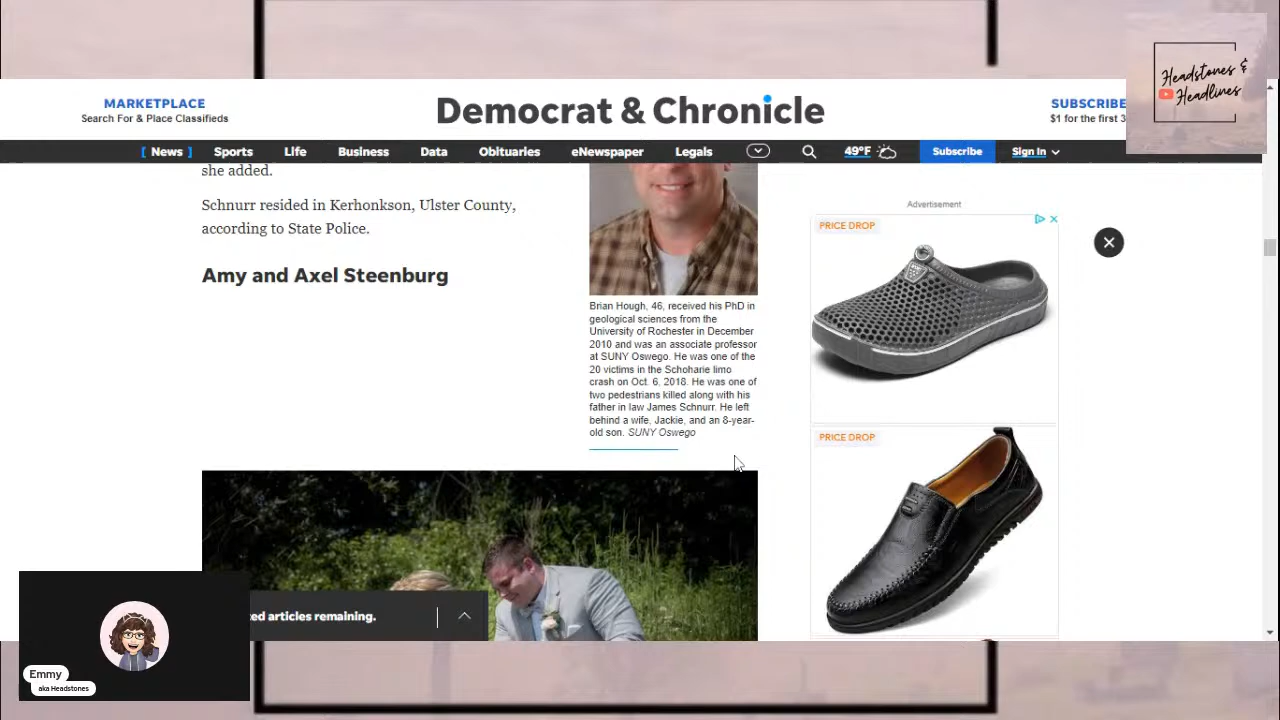 MARKETPLACE
Search For & Place Classifieds
Democrat & Chronicle
SUBSCRIBE
$1 for the first 3
Headstones &
Headlines
[ News ]
Sports
Life
Business
Data
Obituaries
eNewspaper
Legals
49°F
Subscribe
Sign In
she added.
Schnurr resided in Kerhonkson, Ulster County,
according to State Police.
Amy and Axel Steenburg
Brian Hough, 46, received his PhD in
geological sciences from the
University of Rochester in December
2010 and was an associate professor
at SUNY Oswego. He was one of the
20 victims in the Schoharie limo
crash on Oct. 6, 2018. He was one of
two pedestrians killed along with his
father in law James Schnurr. He left
behind a wife, Jackie, and an 8-year-
old son. SUNY Oswego
Advertisement
PRICE DROP
PRICE DROP
ed articles remaining.
Emmy
aka Headstones